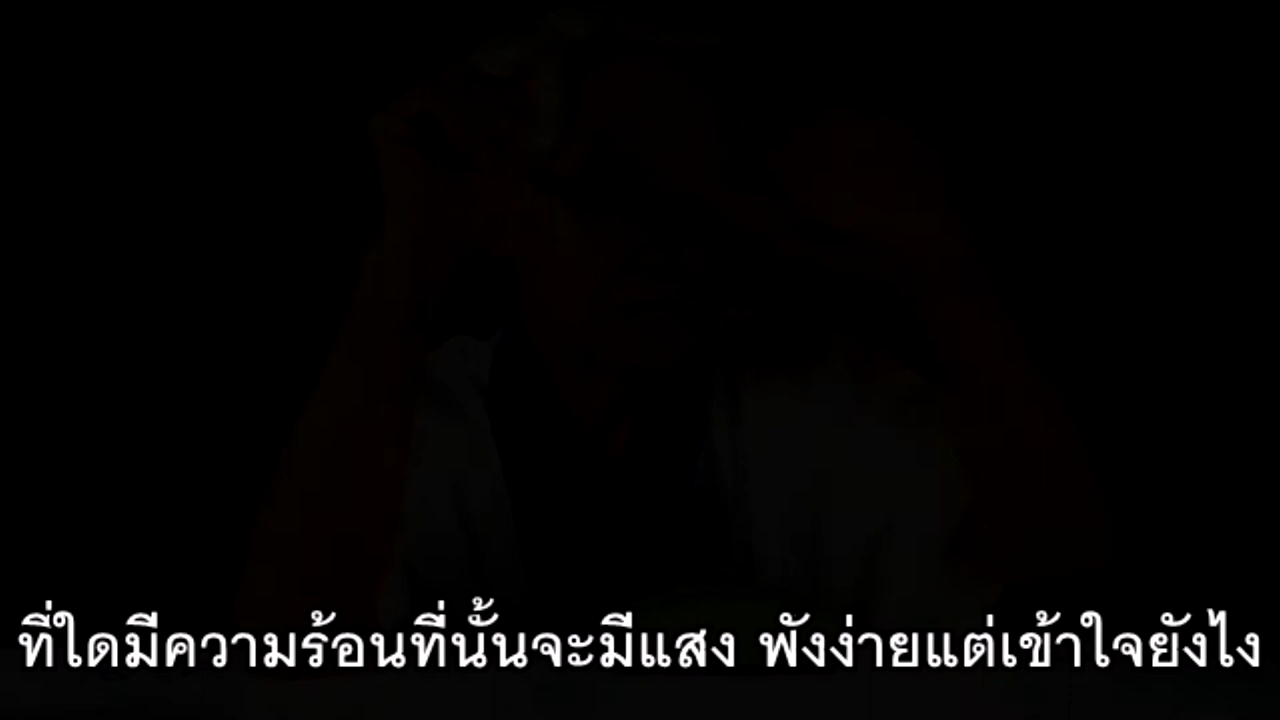 ที่ใดมีความร้อนที่นั้นจะมีแสง พังง่ายแต่เข้าใจยังไง